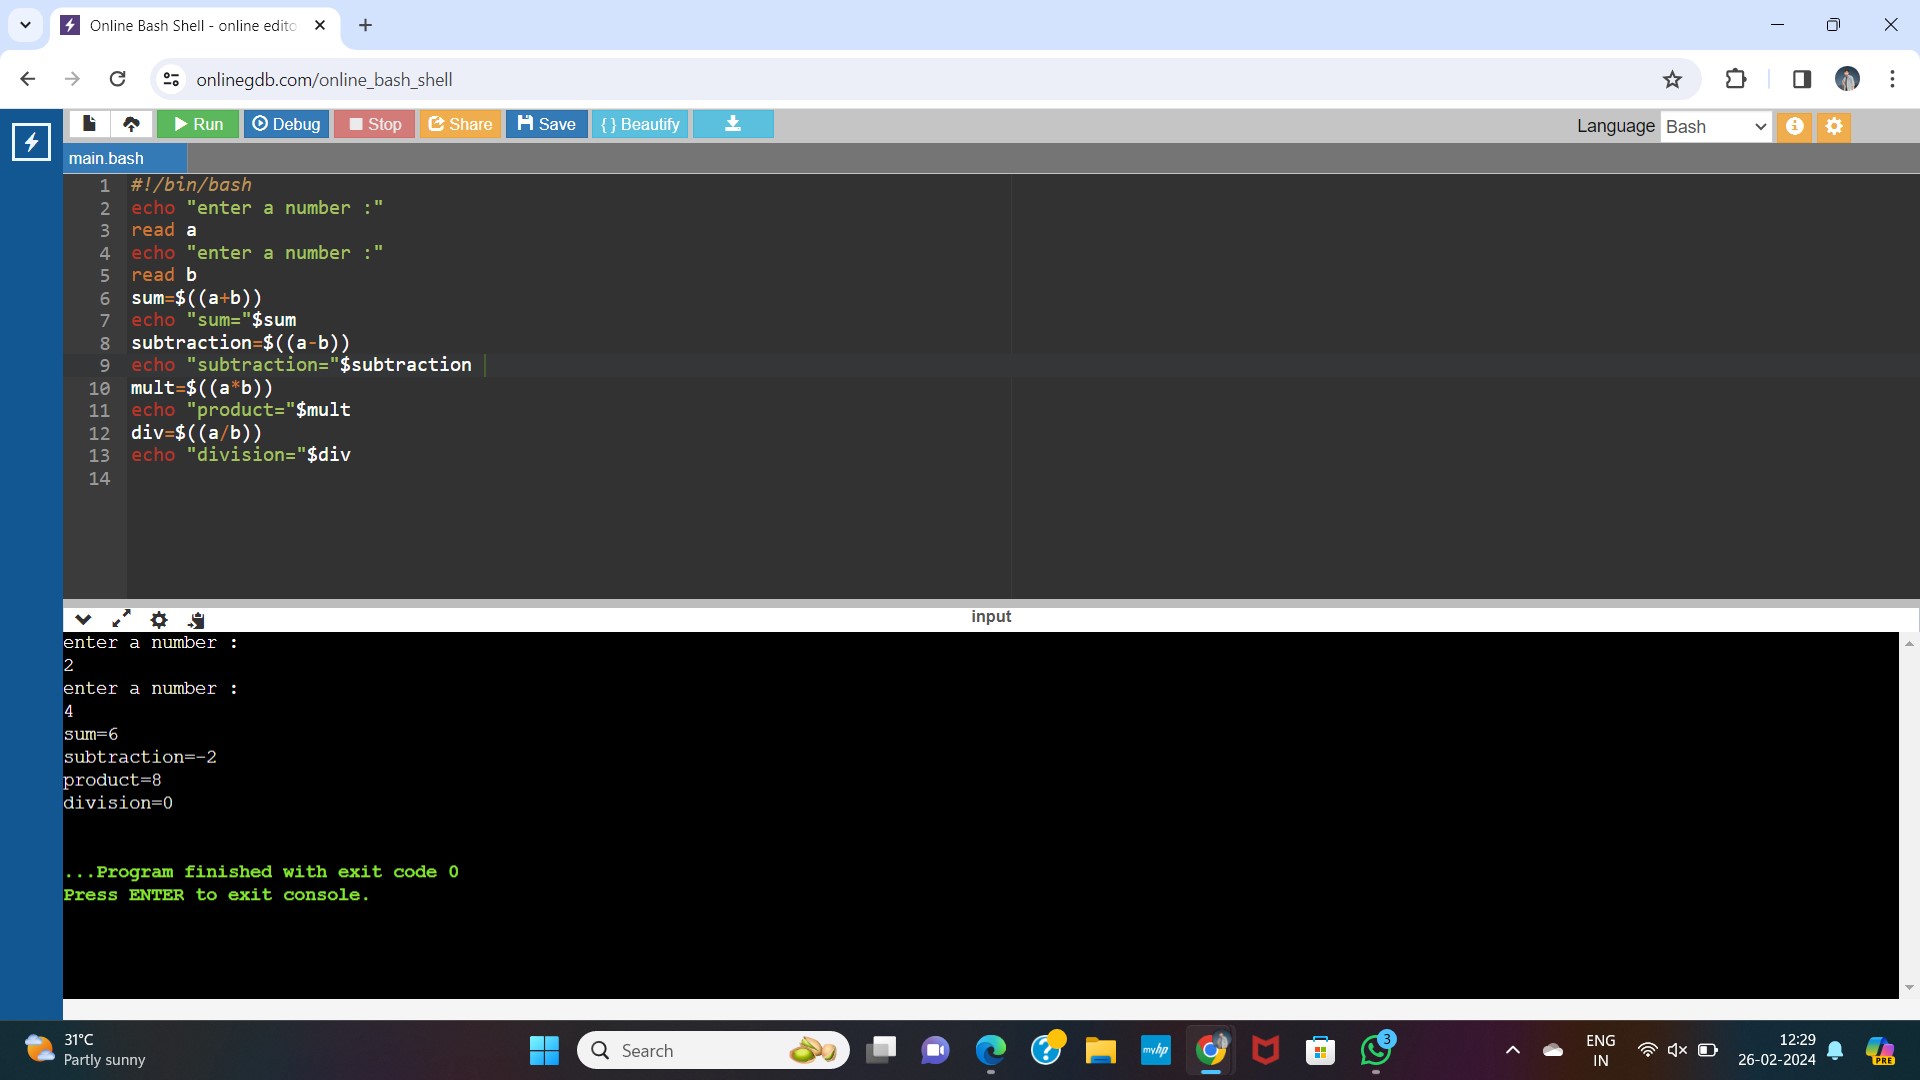 Online Bash Shell - online edito
onlinegdb.com/online_bash_shell
Run Debug Stop Share Save { } Beautify Language Bash
main.bash
1 #!/bin/bash
2 echo "enter a number :"
3 read a
4 echo "enter a number :"
5 read b
6 sum=$((a+b))
7 echo "sum="$sum
8 subtraction=$((a-b))
9 echo "subtraction="$subtraction
10 mult=$((a*b))
11 echo "product="$mult
12 div=$((a/b))
13 echo "division="$div
14
input
enter a number :
2
enter a number :
4
sum=6
subtraction=-2
product=8
division=0
...Program finished with exit code 0
Press ENTER to exit console.
31°C
Partly sunny
Search
myhp
3
ENG
IN
12:29
26-02-2024
PRE